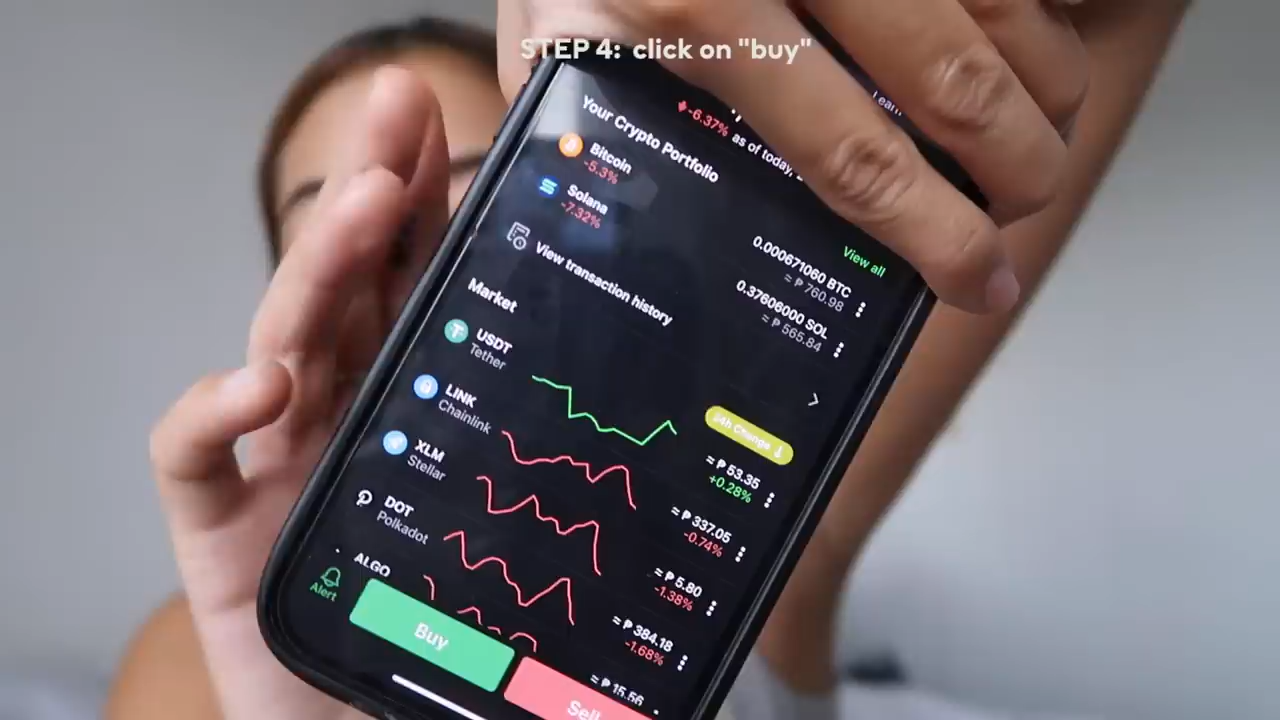 STEP 4: click on "buy"
-6.37% as of today,
Your Crypto Portfolio
Bitcoin
-5.3%
0.000671060 BTC
≈ ₱ 760.98
View all
Solana
-7.32%
0.37606000 SOL
≈ ₱ 565.84
View transaction history
Market
24h Change ↓
USDT
Tether
≈ ₱ 53.35
+0.28%
LINK
Chainlink
≈ ₱ 337.05
-0.74%
XLM
Stellar
≈ ₱ 5.80
-1.38%
DOT
Polkadot
≈ ₱ 384.18
-1.68%
ALGO
≈ ₱ 15.56
Alert
Buy
Sell